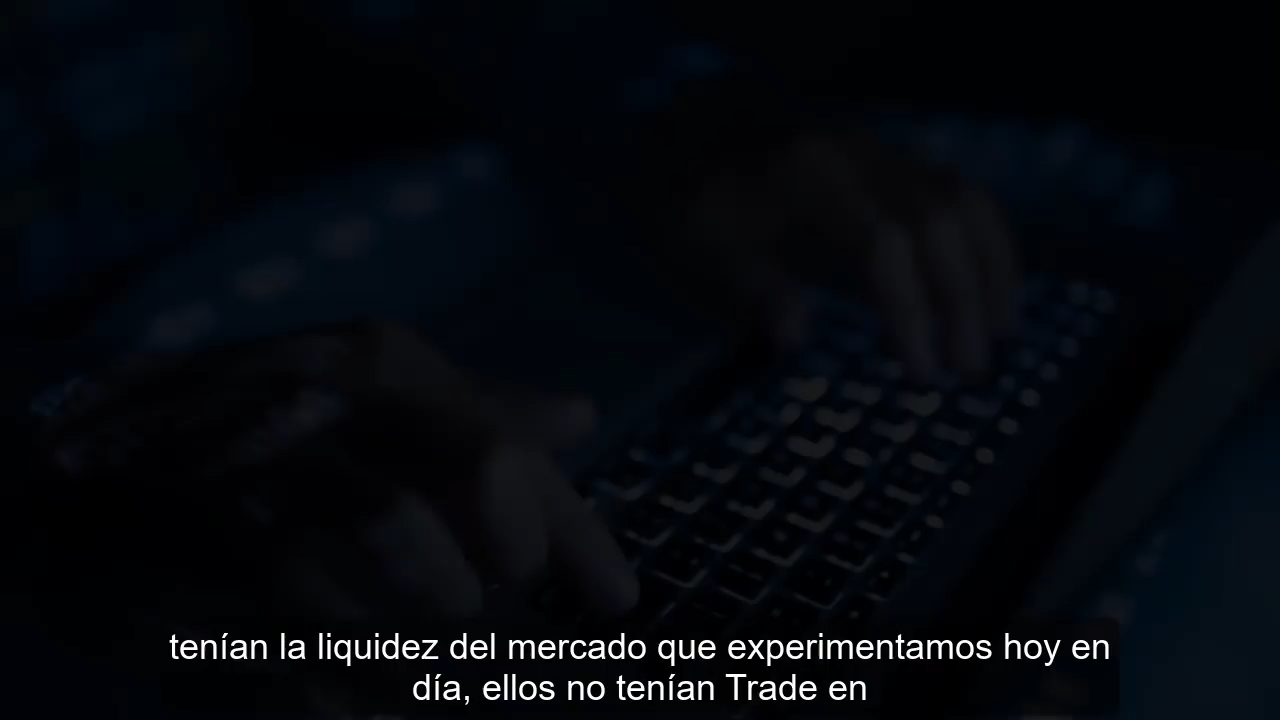 tenían la liquidez del mercado que experimentamos hoy en
día, ellos no tenían Trade en